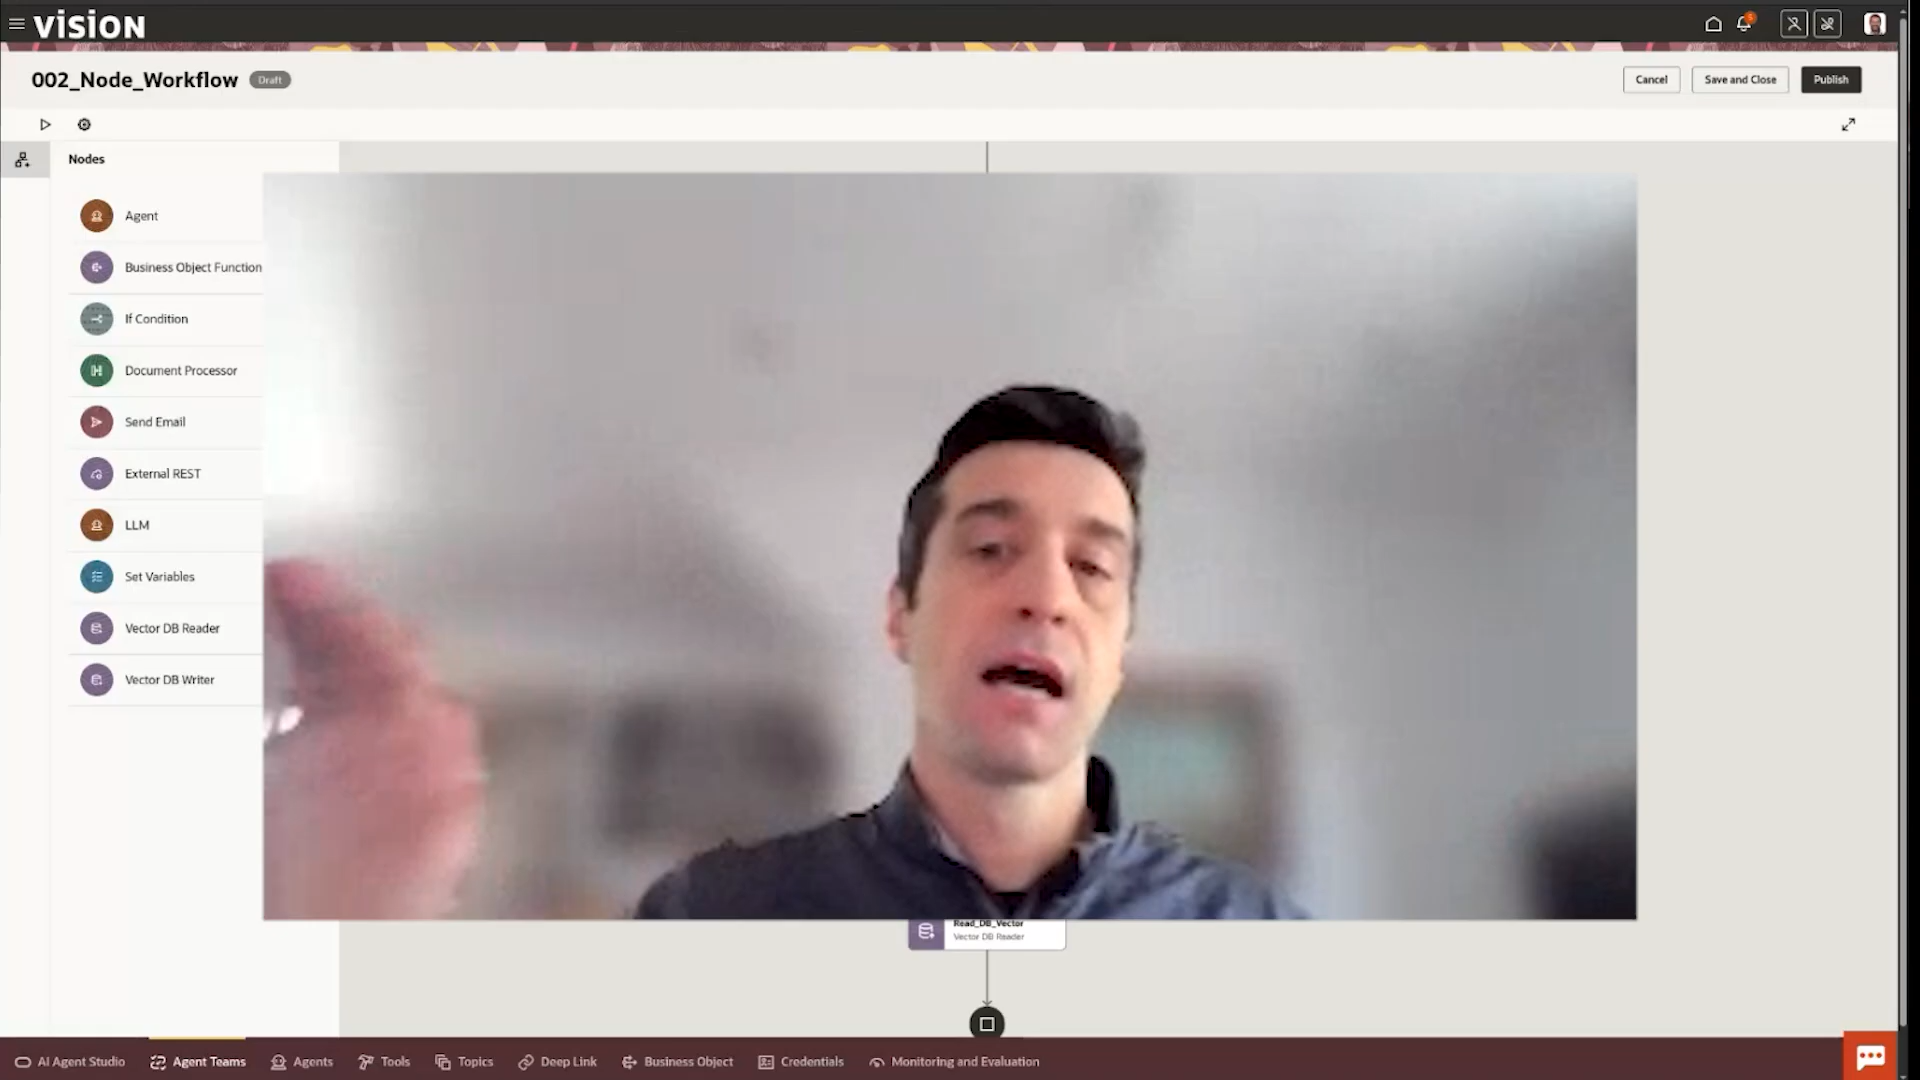 VISION
002_Node_Workflow
Draft
Cancel
Save and Close
Publish
Nodes
Agent
Business Object Function
If Condition
Document Processor
Send Email
External REST
LLM
Set Variables
Vector DB Reader
Vector DB Writer
Read_DB_Vector
Vector DB Reader
AI Agent Studio
Agent Teams
Agents
Tools
Topics
Deep Link
Business Object
Credentials
Monitoring and Evaluation